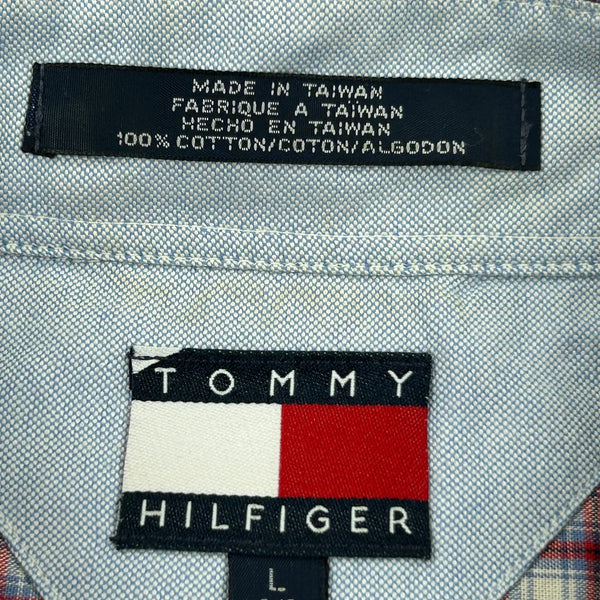 MADE IN TAIWAN
FABRIQUE A TAIWAN
HECHO EN TAIWAN
100% COTTON/COTON/ALGODON
TOMMY
HILFIGER
L